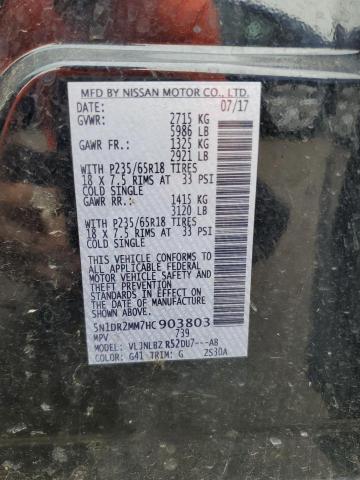 MFD BY NISSAN MOTOR CO., LTD.
DATE: 07/17
GVWR: 2715 KG
5986 LB
GAWR FR.: 1325 KG
2921 LB
WITH P235/65R18 TIRES
18 X 7.5 RIMS AT 33 PSI
COLD SINGLE
GAWR RR.: 1415 KG
3120 LB
WITH P235/65R18 TIRES
18 X 7.5 RIMS AT 33 PSI
COLD SINGLE
THIS VEHICLE CONFORMS TO
ALL APPLICABLE FEDERAL
MOTOR VEHICLE SAFETY AND
THEFT PREVENTION
STANDARDS IN EFFECT ON THE
DATE OF MANUFACTURE
SHOWN ABOVE.
5N1DR2MM7HC903803
MPV 739
MODEL: VLJNLBZ R52DU7---AB
COLOR: G41 TRIM: G 2S30A